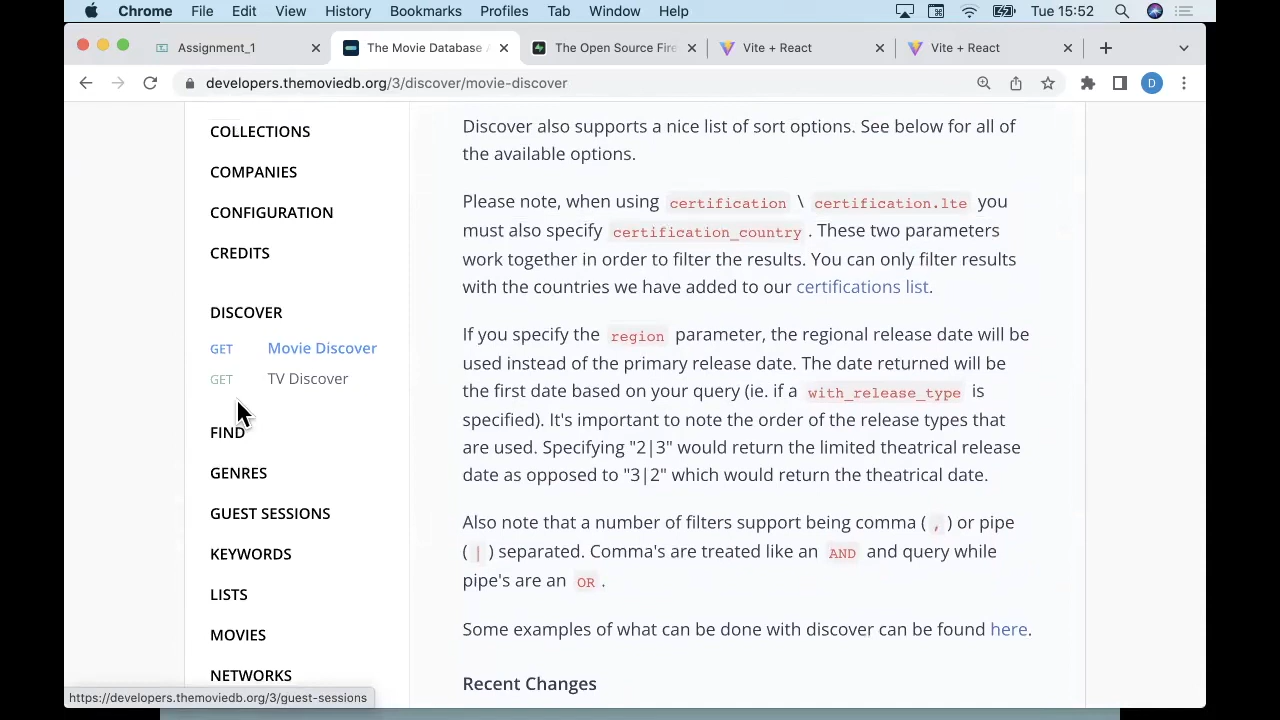 Chrome File Edit View History Bookmarks Profiles Tab Window Help Tue 15:52
Assignment_1
The Movie Database A
The Open Source Fire
Vite + React
Vite + React
developers.themoviedb.org/3/discover/movie-discover
D
COLLECTIONS
COMPANIES
CONFIGURATION
CREDITS
DISCOVER
GET Movie Discover
GET TV Discover
FIND
GENRES
GUEST SESSIONS
KEYWORDS
LISTS
MOVIES
NETWORKS
Discover also supports a nice list of sort options. See below for all of
the available options.
Please note, when using certification \ certification.lte you
must also specify certification_country . These two parameters
work together in order to filter the results. You can only filter results
with the countries we have added to our certifications list.
If you specify the region parameter, the regional release date will be
used instead of the primary release date. The date returned will be
the first date based on your query (ie. if a with_release_type is
specified). It's important to note the order of the release types that
are used. Specifying "2|3" would return the limited theatrical release
date as opposed to "3|2" which would return the theatrical date.
Also note that a number of filters support being comma ( , ) or pipe
( | ) separated. Comma's are treated like an AND and query while
pipe's are an OR .
Some examples of what can be done with discover can be found here.
Recent Changes
https://developers.themoviedb.org/3/guest-sessions